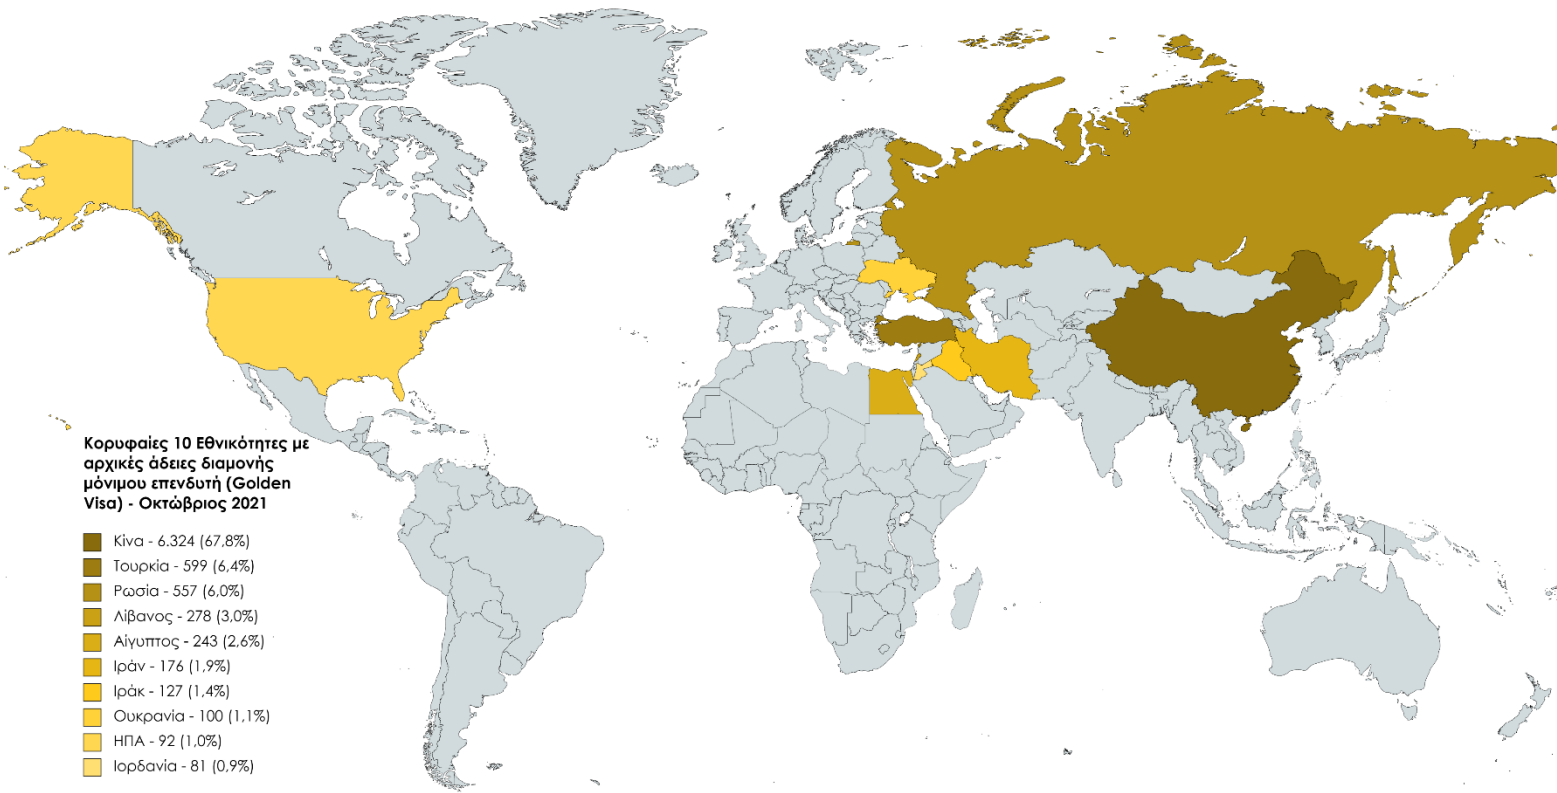 Κορυφαίες 10 Εθνικότητες με
αρχικές άδειες διαμονής
μόνιμου επενδυτή (Golden
Visa) - Οκτώβριος 2021
Κίνα - 6.324 (67,8%)
Τουρκία - 599 (6,4%)
Ρωσία - 557 (6,0%)
Λίβανος - 278 (3,0%)
Αίγυπτος - 243 (2,6%)
Ιράν - 176 (1,9%)
Ιράκ - 127 (1,4%)
Ουκρανία - 100 (1,1%)
ΗΠΑ - 92 (1,0%)
Ιορδανία - 81 (0,9%)